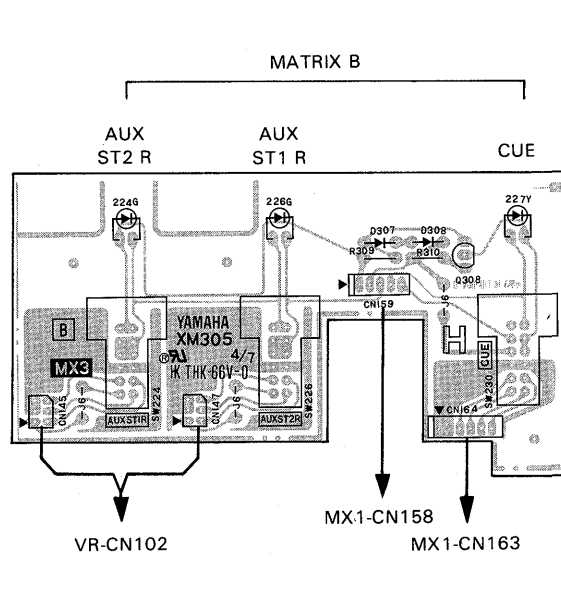 MATRIX B
AUX
ST2 R
AUX
ST1 R
CUE
224G
226G
227Y
D307
D308
R309
R310
Q308
CN159
J6
B
YAMAHA
XM305
4/7
MX3
HK THK-66V-0
H
CUE
CN145
J6
SW224
CN147
J6
SW226
SW230
CN164
AUXST1R
AUXST2R
VR-CN102
MX1-CN158
MX1-CN163